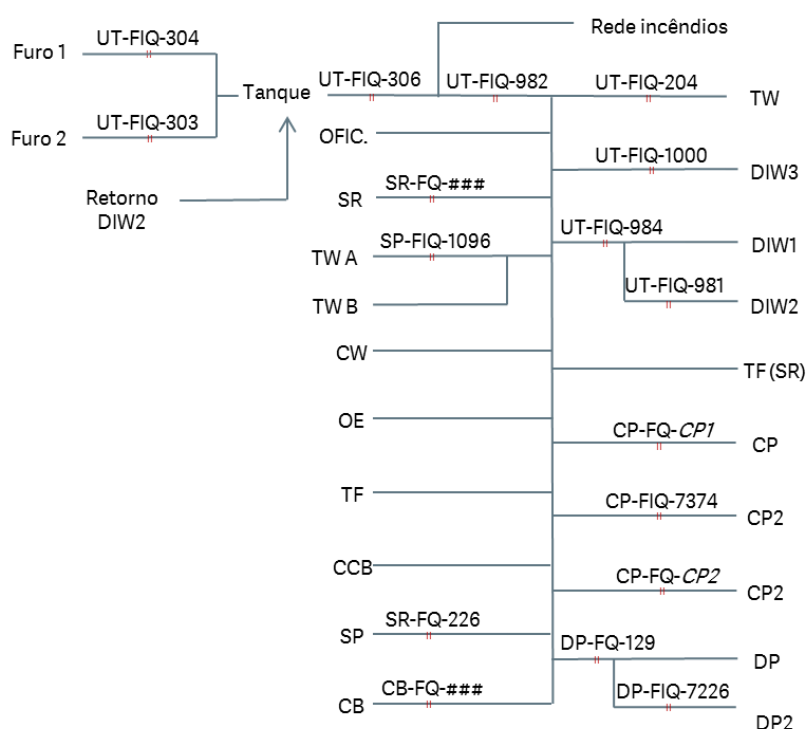 Rede incêndios
UT-FIQ-304
Furo 1
UT-FIQ-306
UT-FIQ-982
UT-FIQ-204
Tanque
TW
UT-FIQ-303
Furo 2
OFIC.
UT-FIQ-1000
DIW3
Retorno
DIW2
SR-FQ-###
SR
UT-FIQ-984
SP-FIQ-1096
DIW1
TW A
UT-FIQ-981
TW B
DIW2
CW
TF (SR)
OE
CP-FQ-CP1
CP
TF
CP-FIQ-7374
CP2
CCB
CP-FQ-CP2
CP2
SR-FQ-226
SP
DP-FQ-129
DP
CB-FQ-###
CB
DP-FIQ-7226
DP2